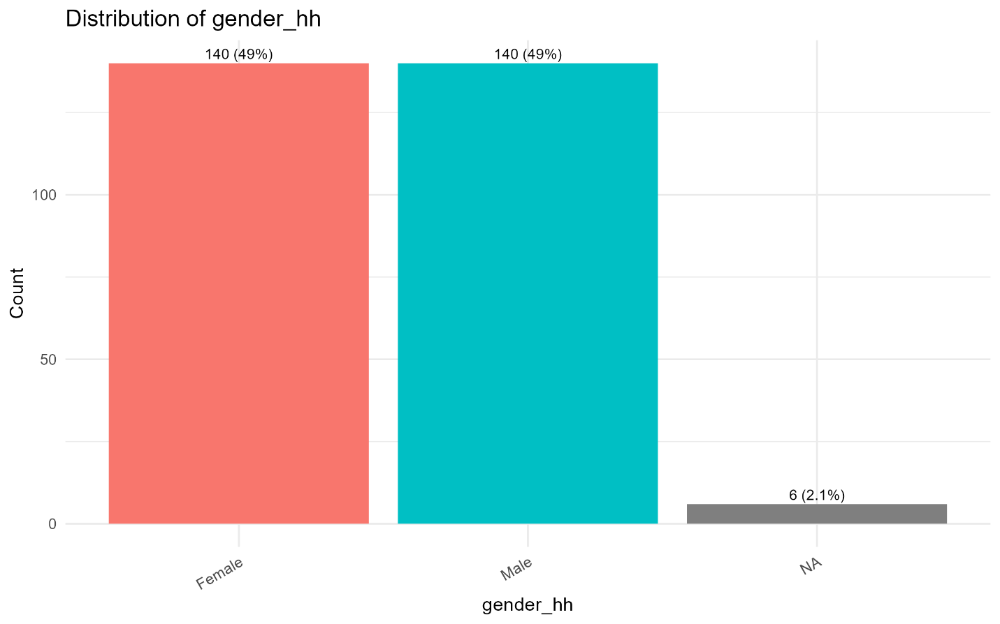 Distribution of gender_hh
140 (49%)
140 (49%)
6 (2.1%)
100
50
0
Count
Female
Male
NA
gender_hh